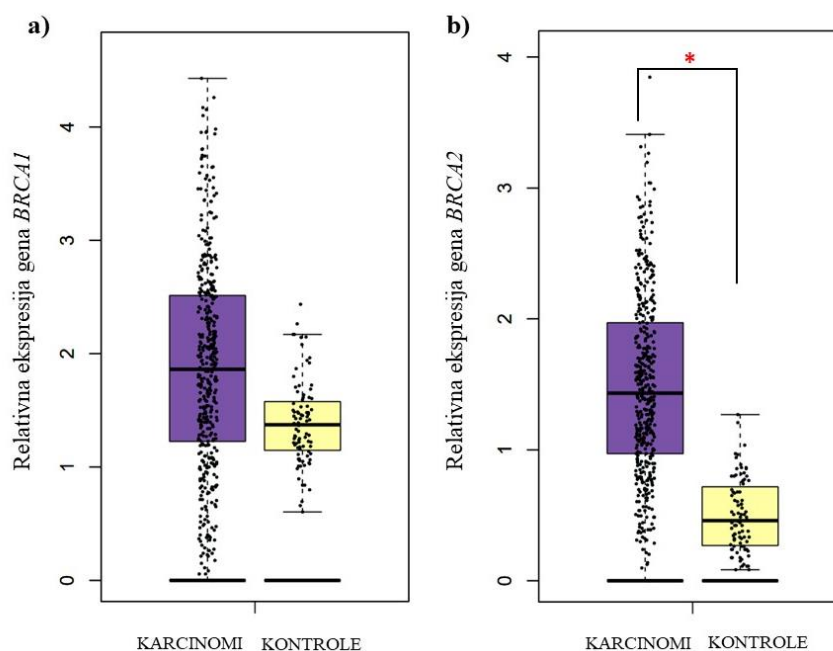 a)
Relativna ekspresija gena BRCA1
4
3
2
1
0
KARCINOMI KONTROLE
b)
*
Relativna ekspresija gena BRCA2
4
3
2
1
0
KARCINOMI KONTROLE